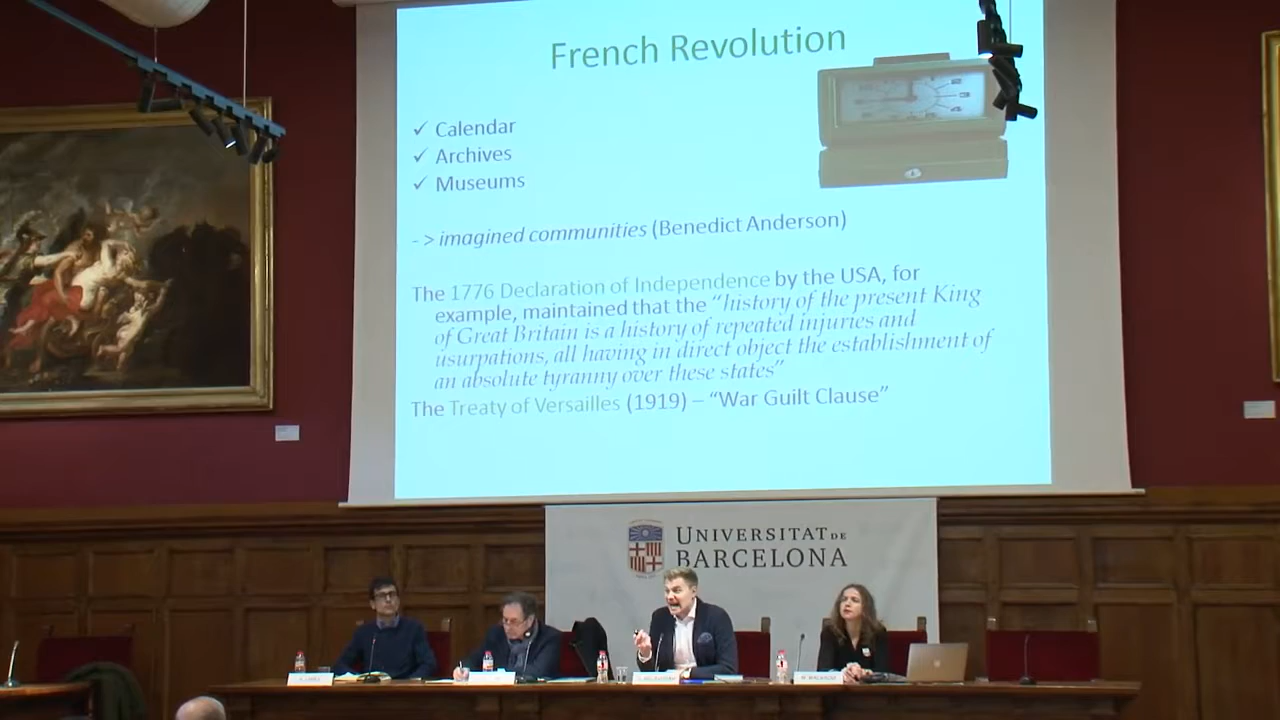 French Revolution
✓ Calendar
✓ Archives
✓ Museums
- > imagined communities (Benedict Anderson)
The 1776 Declaration of Independence by the USA, for
example, maintained that the “history of the present King
of Great Britain is a history of repeated injuries and
usurpations, all having in direct object the establishment of
an absolute tyranny over these states”
The Treaty of Versailles (1919) – “War Guilt Clause”
UNIVERSITAT DE
BARCELONA